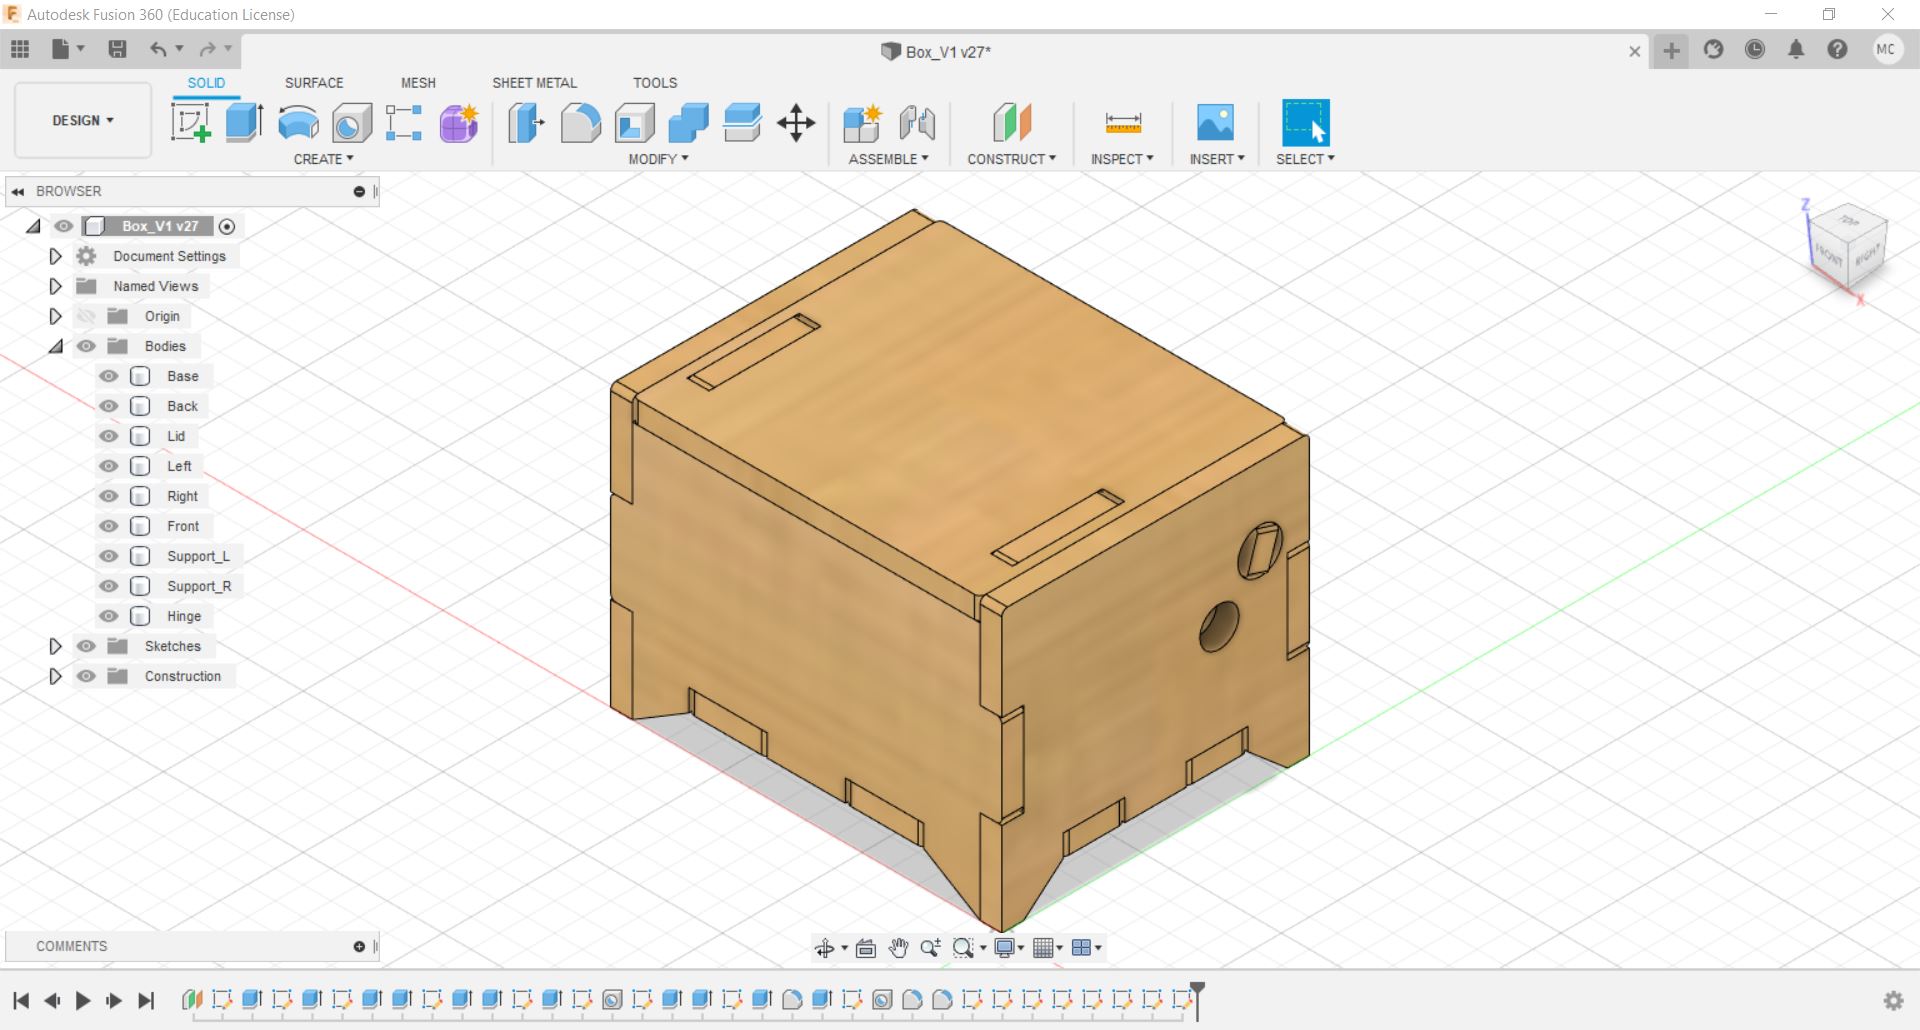 Autodesk Fusion 360 (Education License)
Box_V1 v27*
MC
DESIGN
SOLID SURFACE MESH SHEET METAL TOOLS
CREATE MODIFY ASSEMBLE CONSTRUCT INSPECT INSERT SELECT
BROWSER
Box_V1 v27
Document Settings
Named Views
Origin
Bodies
Base
Back
Lid
Left
Right
Front
Support_L
Support_R
Hinge
Sketches
Construction
Z
TOP
FRONT
RIGHT
X
COMMENTS